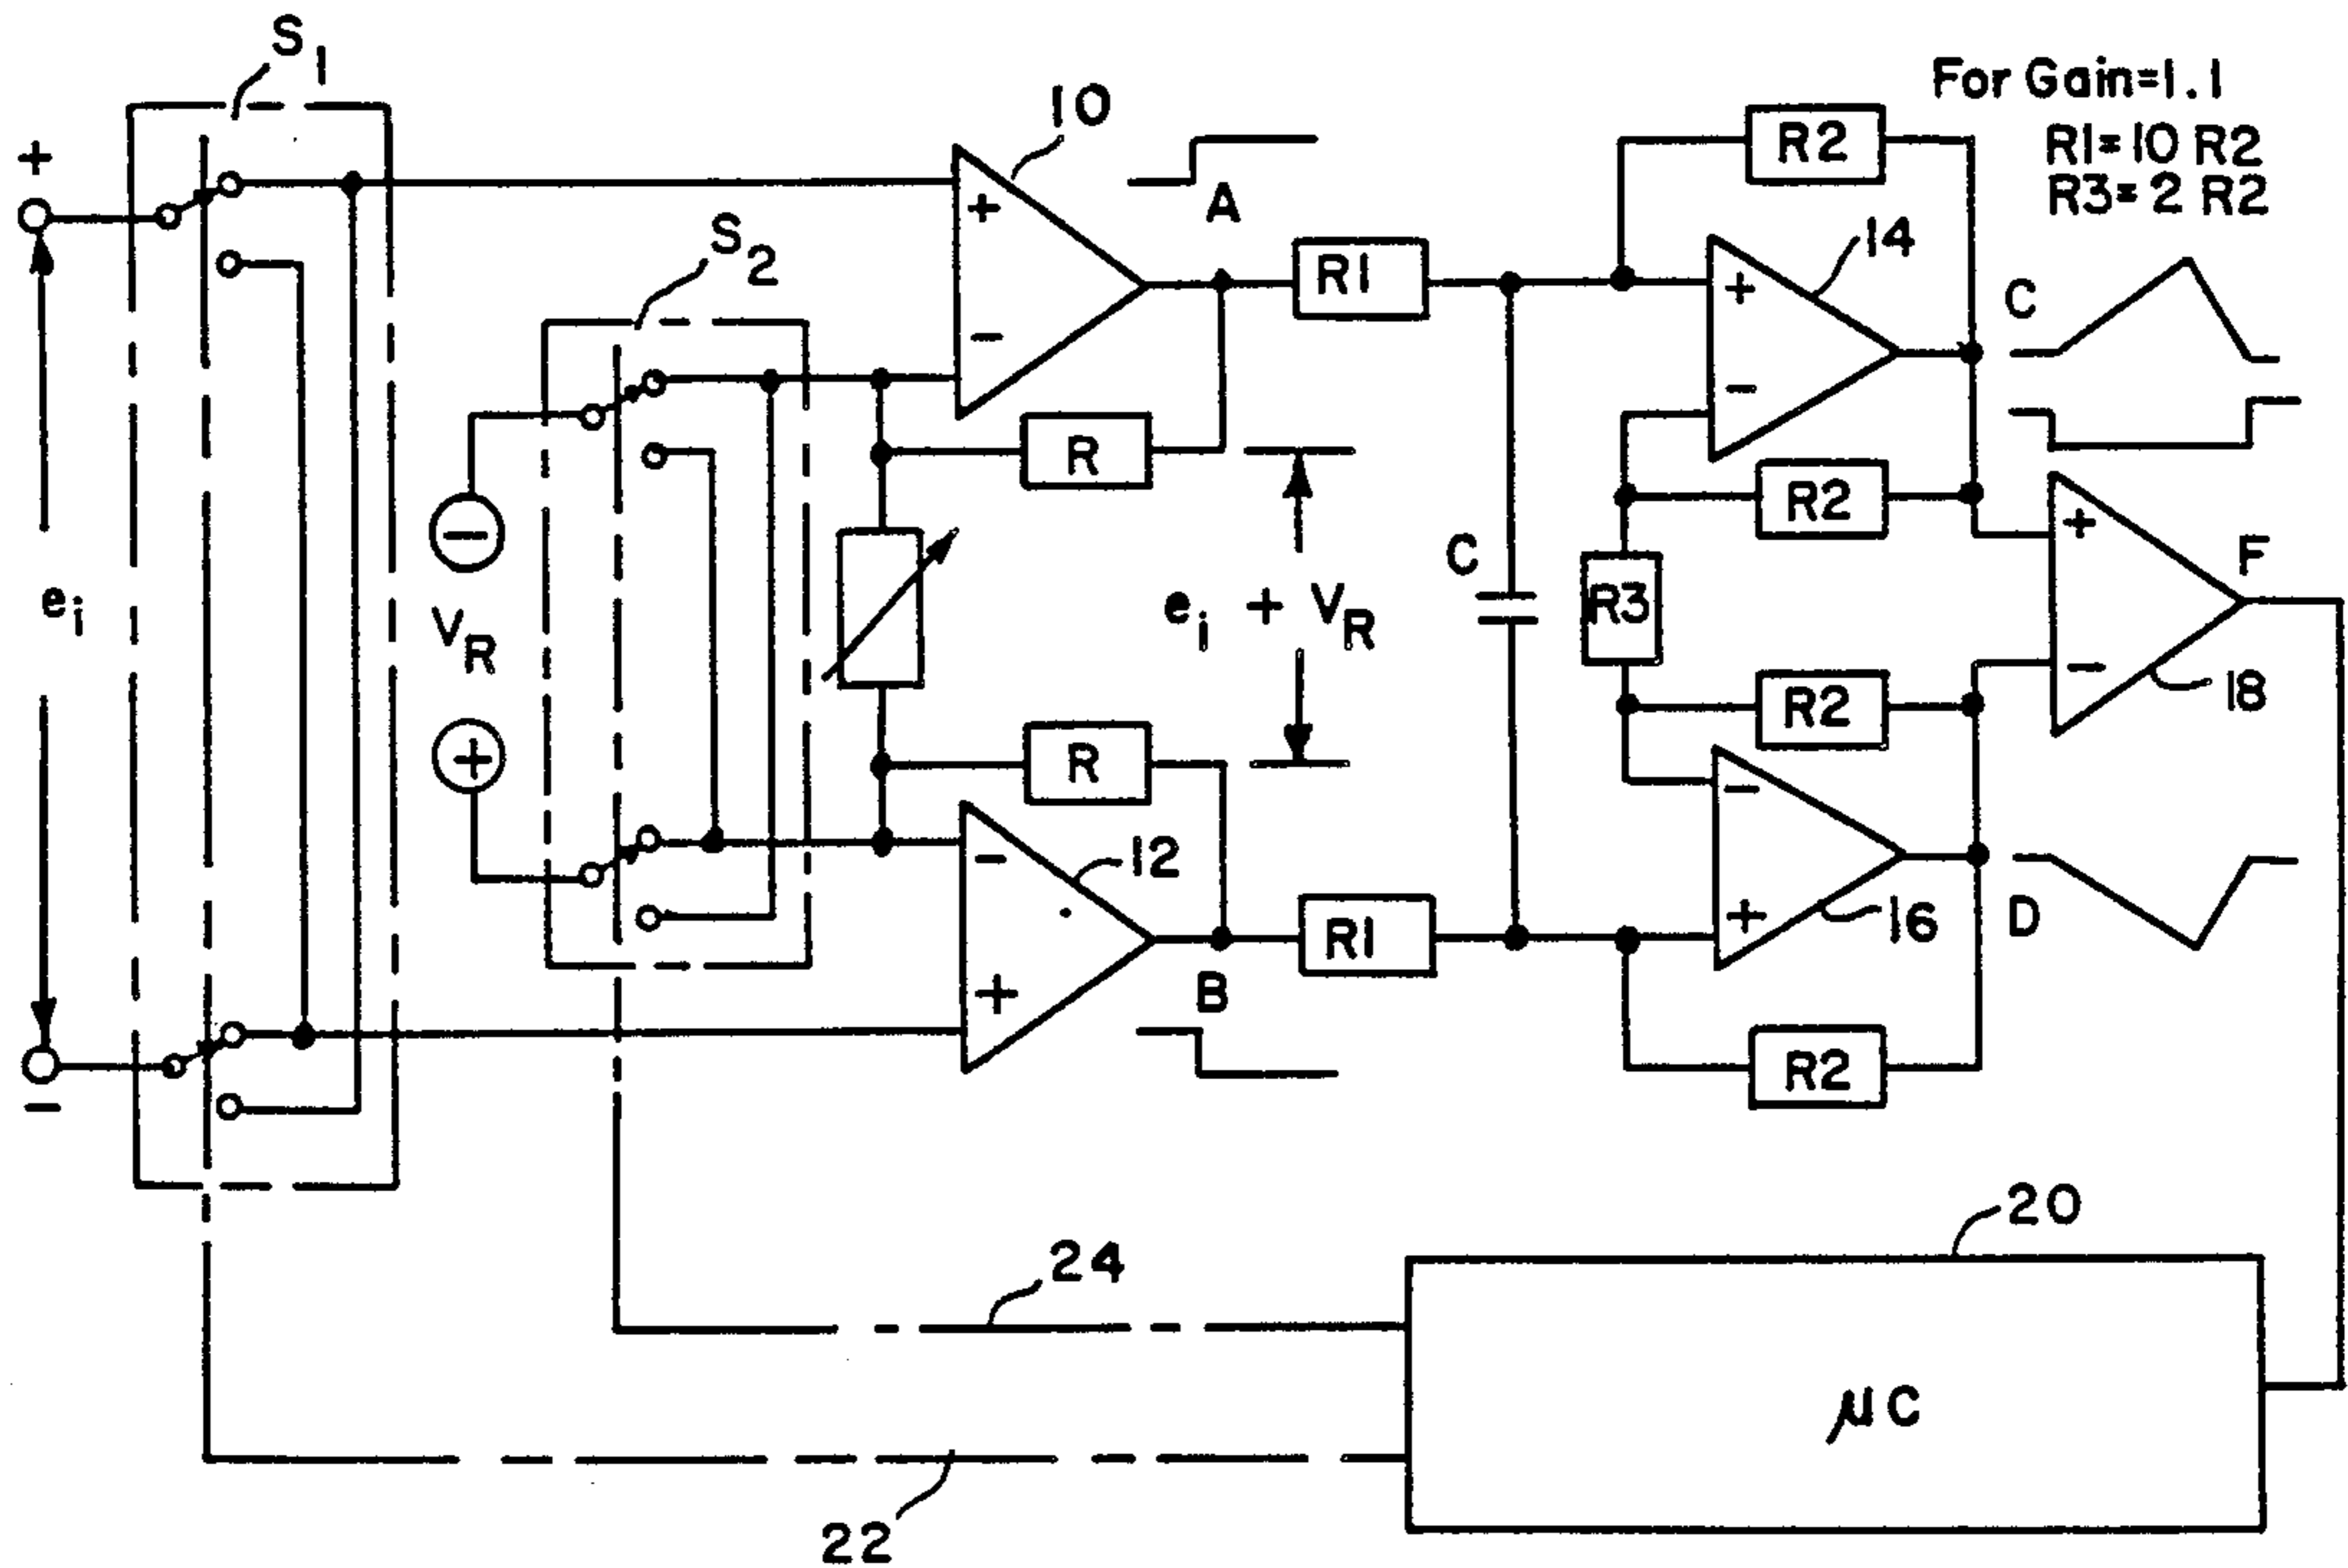 S1
For Gain=1.1
R1=10 R2
R3=2 R2
+
10
A
R2
S2
+
-
R1
14
+
-
C
R
R2
+
F
ei
VR
-
+
ei + VR
C
R3
-
18
R
R2
-
12
-
+
16
D
+
B
R1
R2
-
20
24
μC
22